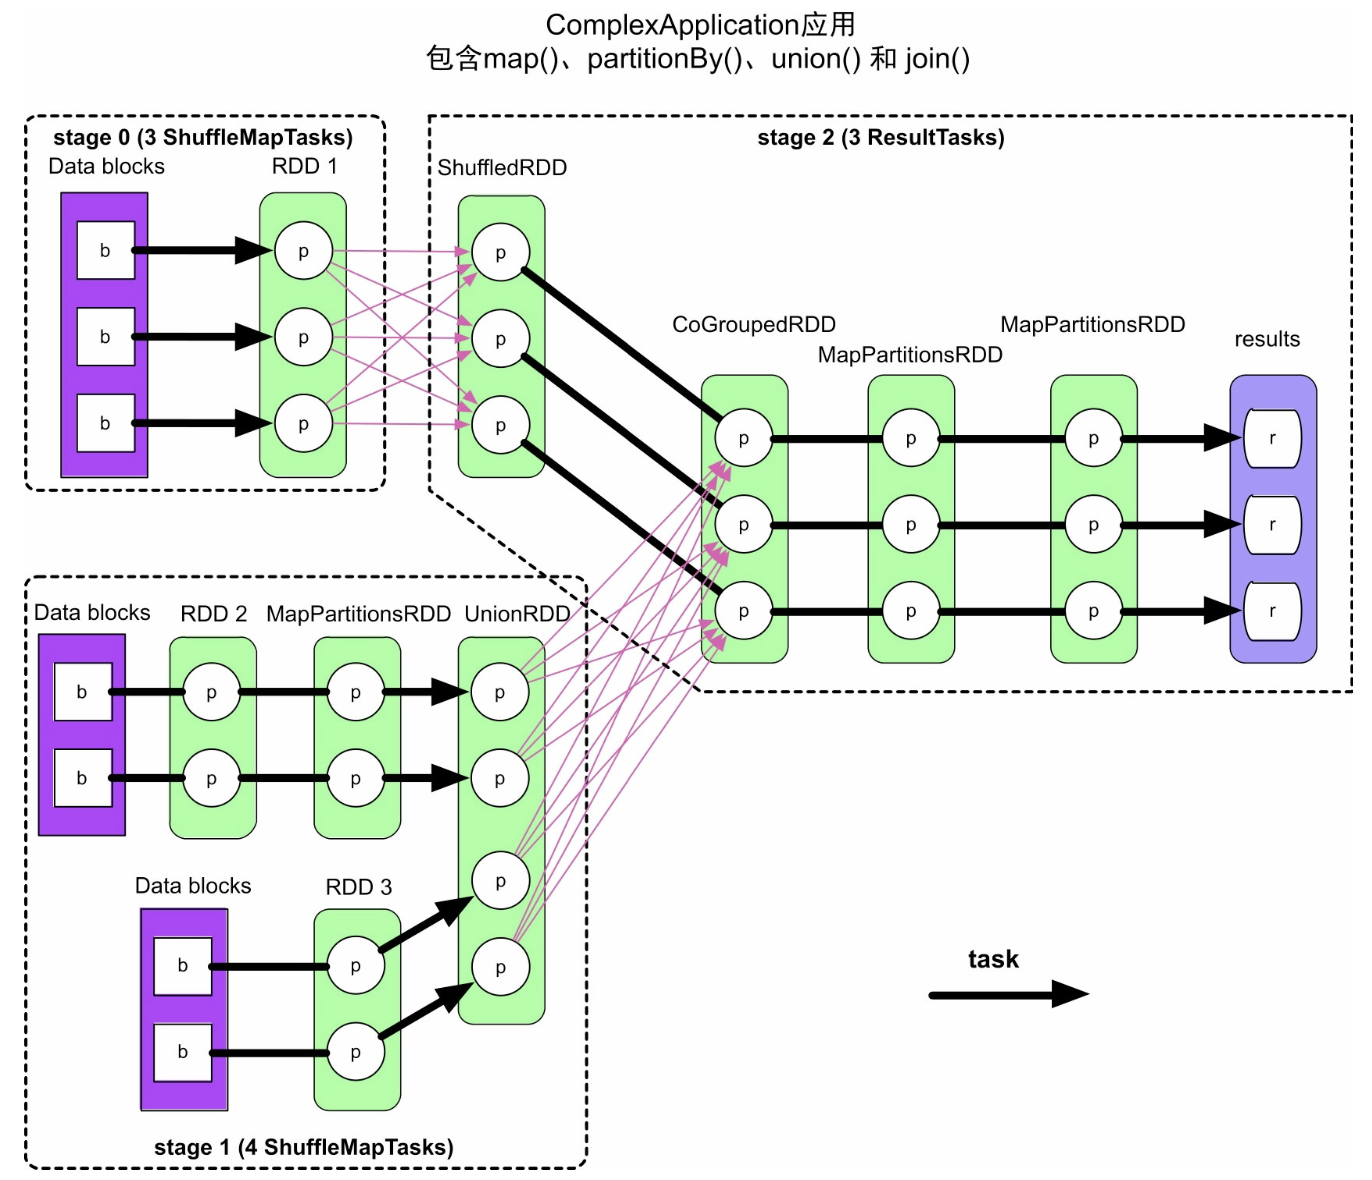 ComplexApplication应用
包含map()、partitionBy()、union() 和 join()
stage 0 (3 ShuffleMapTasks)
Data blocks
RDD 1
b
p
b
p
b
p
stage 2 (3 ResultTasks)
ShuffledRDD
p
p
p
CoGroupedRDD
MapPartitionsRDD
MapPartitionsRDD
results
p
p
p
r
p
p
p
r
p
p
p
r
Data blocks
RDD 2
MapPartitionsRDD
UnionRDD
b
p
p
p
b
p
p
p
Data blocks
RDD 3
p
b
p
p
b
p
stage 1 (4 ShuffleMapTasks)
task